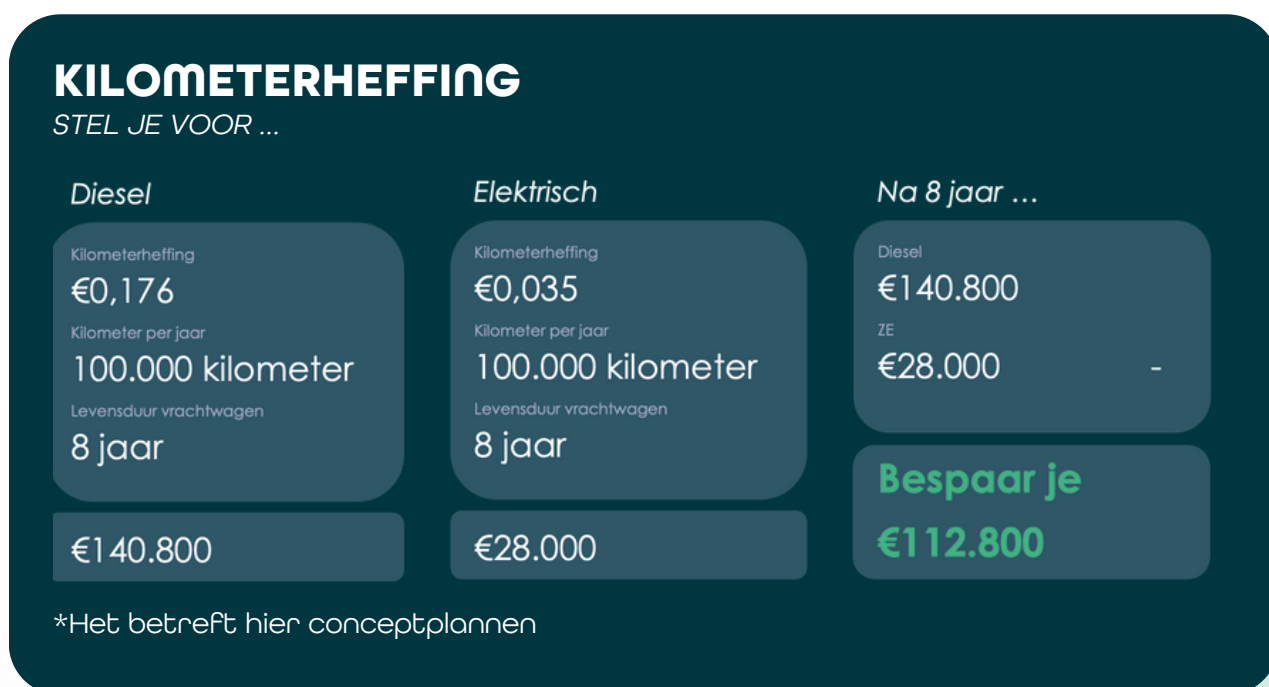 KILOMETERHEFFING
STEL JE VOOR ...
Diesel
Kilometerheffing
€0,176
Kilometer per jaar
100.000 kilometer
Levensduur vrachtwagen
8 jaar
€140.800
Elektrisch
Kilometerheffing
€0,035
Kilometer per jaar
100.000 kilometer
Levensduur vrachtwagen
8 jaar
€28.000
Na 8 jaar ...
Diesel
€140.800
ZE
€28.000 -
Bespaar je
€112.800
*Het betreft hier conceptplannen